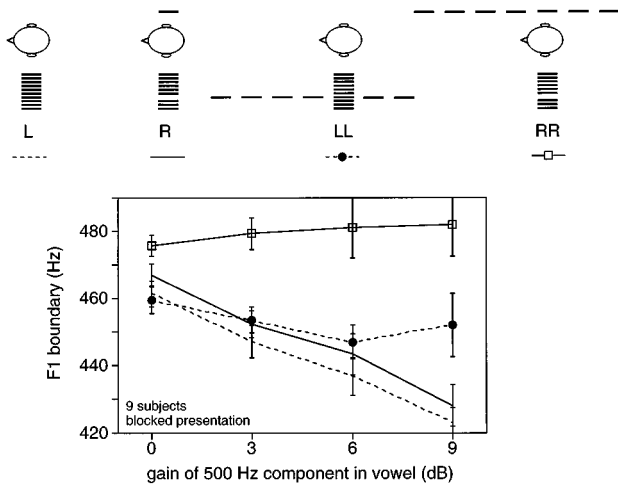 L R LL RR
480
460
440
420
F1 boundary (Hz)
9 subjects
blocked presentation
0 3 6 9
gain of 500 Hz component in vowel (dB)